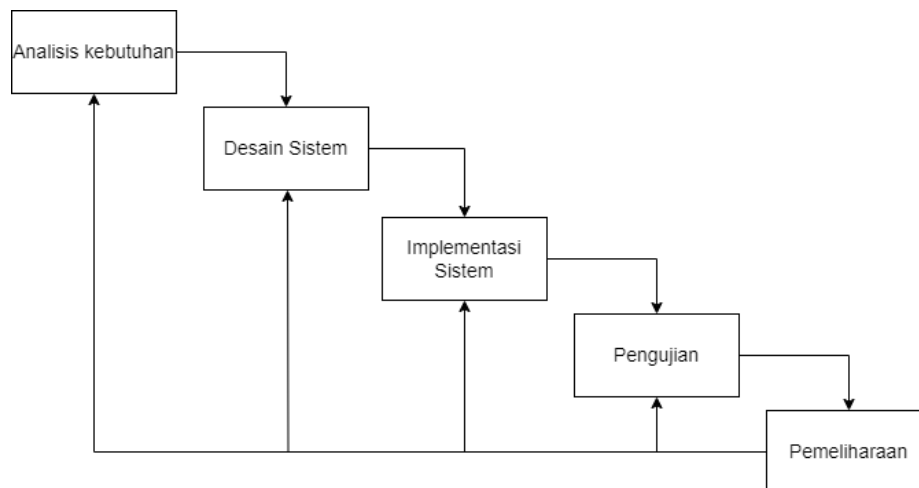 Analisis kebutuhan
Desain Sistem
Implementasi
Sistem
Pengujian
Pemeliharaan